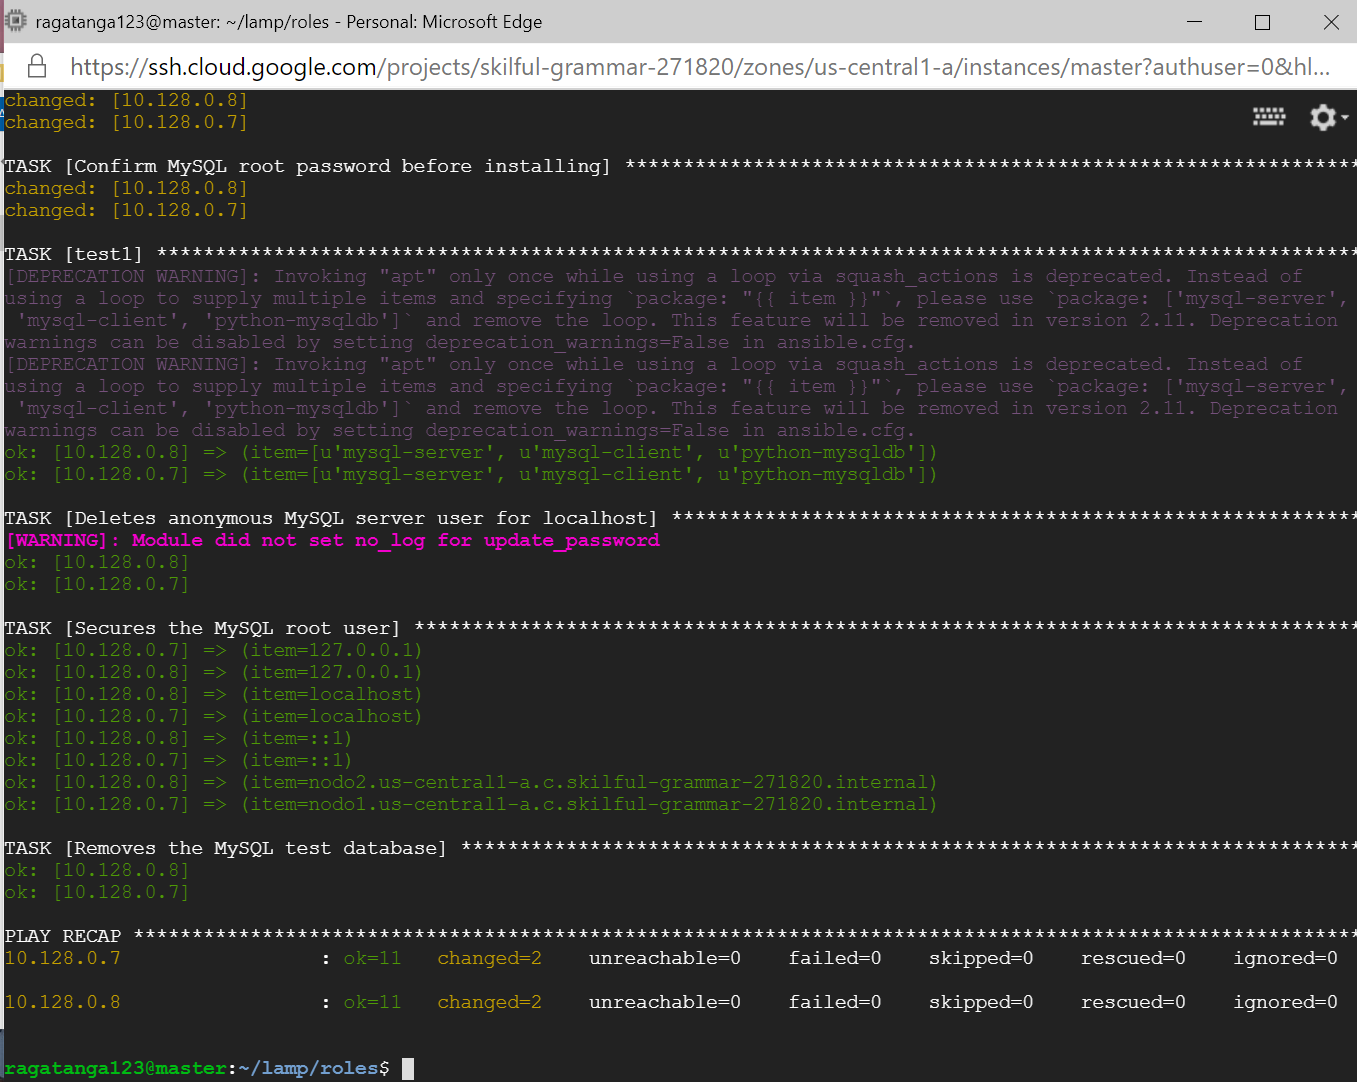 ragatanga123@master: ~/lamp/roles - Personal: Microsoft Edge
https://ssh.cloud.google.com/projects/skilful-grammar-271820/zones/us-central1-a/instances/master?authuser=0&hl...
changed: [10.128.0.8]
changed: [10.128.0.7]
TASK [Confirm MySQL root password before installing] ***************************************************************
changed: [10.128.0.8]
changed: [10.128.0.7]
TASK [test1] *******************************************************************************************************
[DEPRECATION WARNING]: Invoking "apt" only once while using a loop via squash_actions is deprecated. Instead of
using a loop to supply multiple items and specifying `package: "{{ item }}"`, please use `package: ['mysql-server',
'mysql-client', 'python-mysqldb']` and remove the loop. This feature will be removed in version 2.11. Deprecation
warnings can be disabled by setting deprecation_warnings=False in ansible.cfg.
[DEPRECATION WARNING]: Invoking "apt" only once while using a loop via squash_actions is deprecated. Instead of
using a loop to supply multiple items and specifying `package: "{{ item }}"`, please use `package: ['mysql-server',
'mysql-client', 'python-mysqldb']` and remove the loop. This feature will be removed in version 2.11. Deprecation
warnings can be disabled by setting deprecation_warnings=False in ansible.cfg.
ok: [10.128.0.8] => (item=[u'mysql-server', u'mysql-client', u'python-mysqldb'])
ok: [10.128.0.7] => (item=[u'mysql-server', u'mysql-client', u'python-mysqldb'])
TASK [Deletes anonymous MySQL server user for localhost] ***********************************************************
[WARNING]: Module did not set no_log for update_password
ok: [10.128.0.8]
ok: [10.128.0.7]
TASK [Secures the MySQL root user] *********************************************************************************
ok: [10.128.0.7] => (item=127.0.0.1)
ok: [10.128.0.8] => (item=127.0.0.1)
ok: [10.128.0.8] => (item=localhost)
ok: [10.128.0.7] => (item=localhost)
ok: [10.128.0.8] => (item=::1)
ok: [10.128.0.7] => (item=::1)
ok: [10.128.0.8] => (item=nodo2.us-central1-a.c.skilful-grammar-271820.internal)
ok: [10.128.0.7] => (item=nodo1.us-central1-a.c.skilful-grammar-271820.internal)
TASK [Removes the MySQL test database] *****************************************************************************
ok: [10.128.0.8]
ok: [10.128.0.7]
PLAY RECAP *********************************************************************************************************
10.128.0.7 : ok=11 changed=2 unreachable=0 failed=0 skipped=0 rescued=0 ignored=0
10.128.0.8 : ok=11 changed=2 unreachable=0 failed=0 skipped=0 rescued=0 ignored=0
ragatanga123@master:~/lamp/roles$